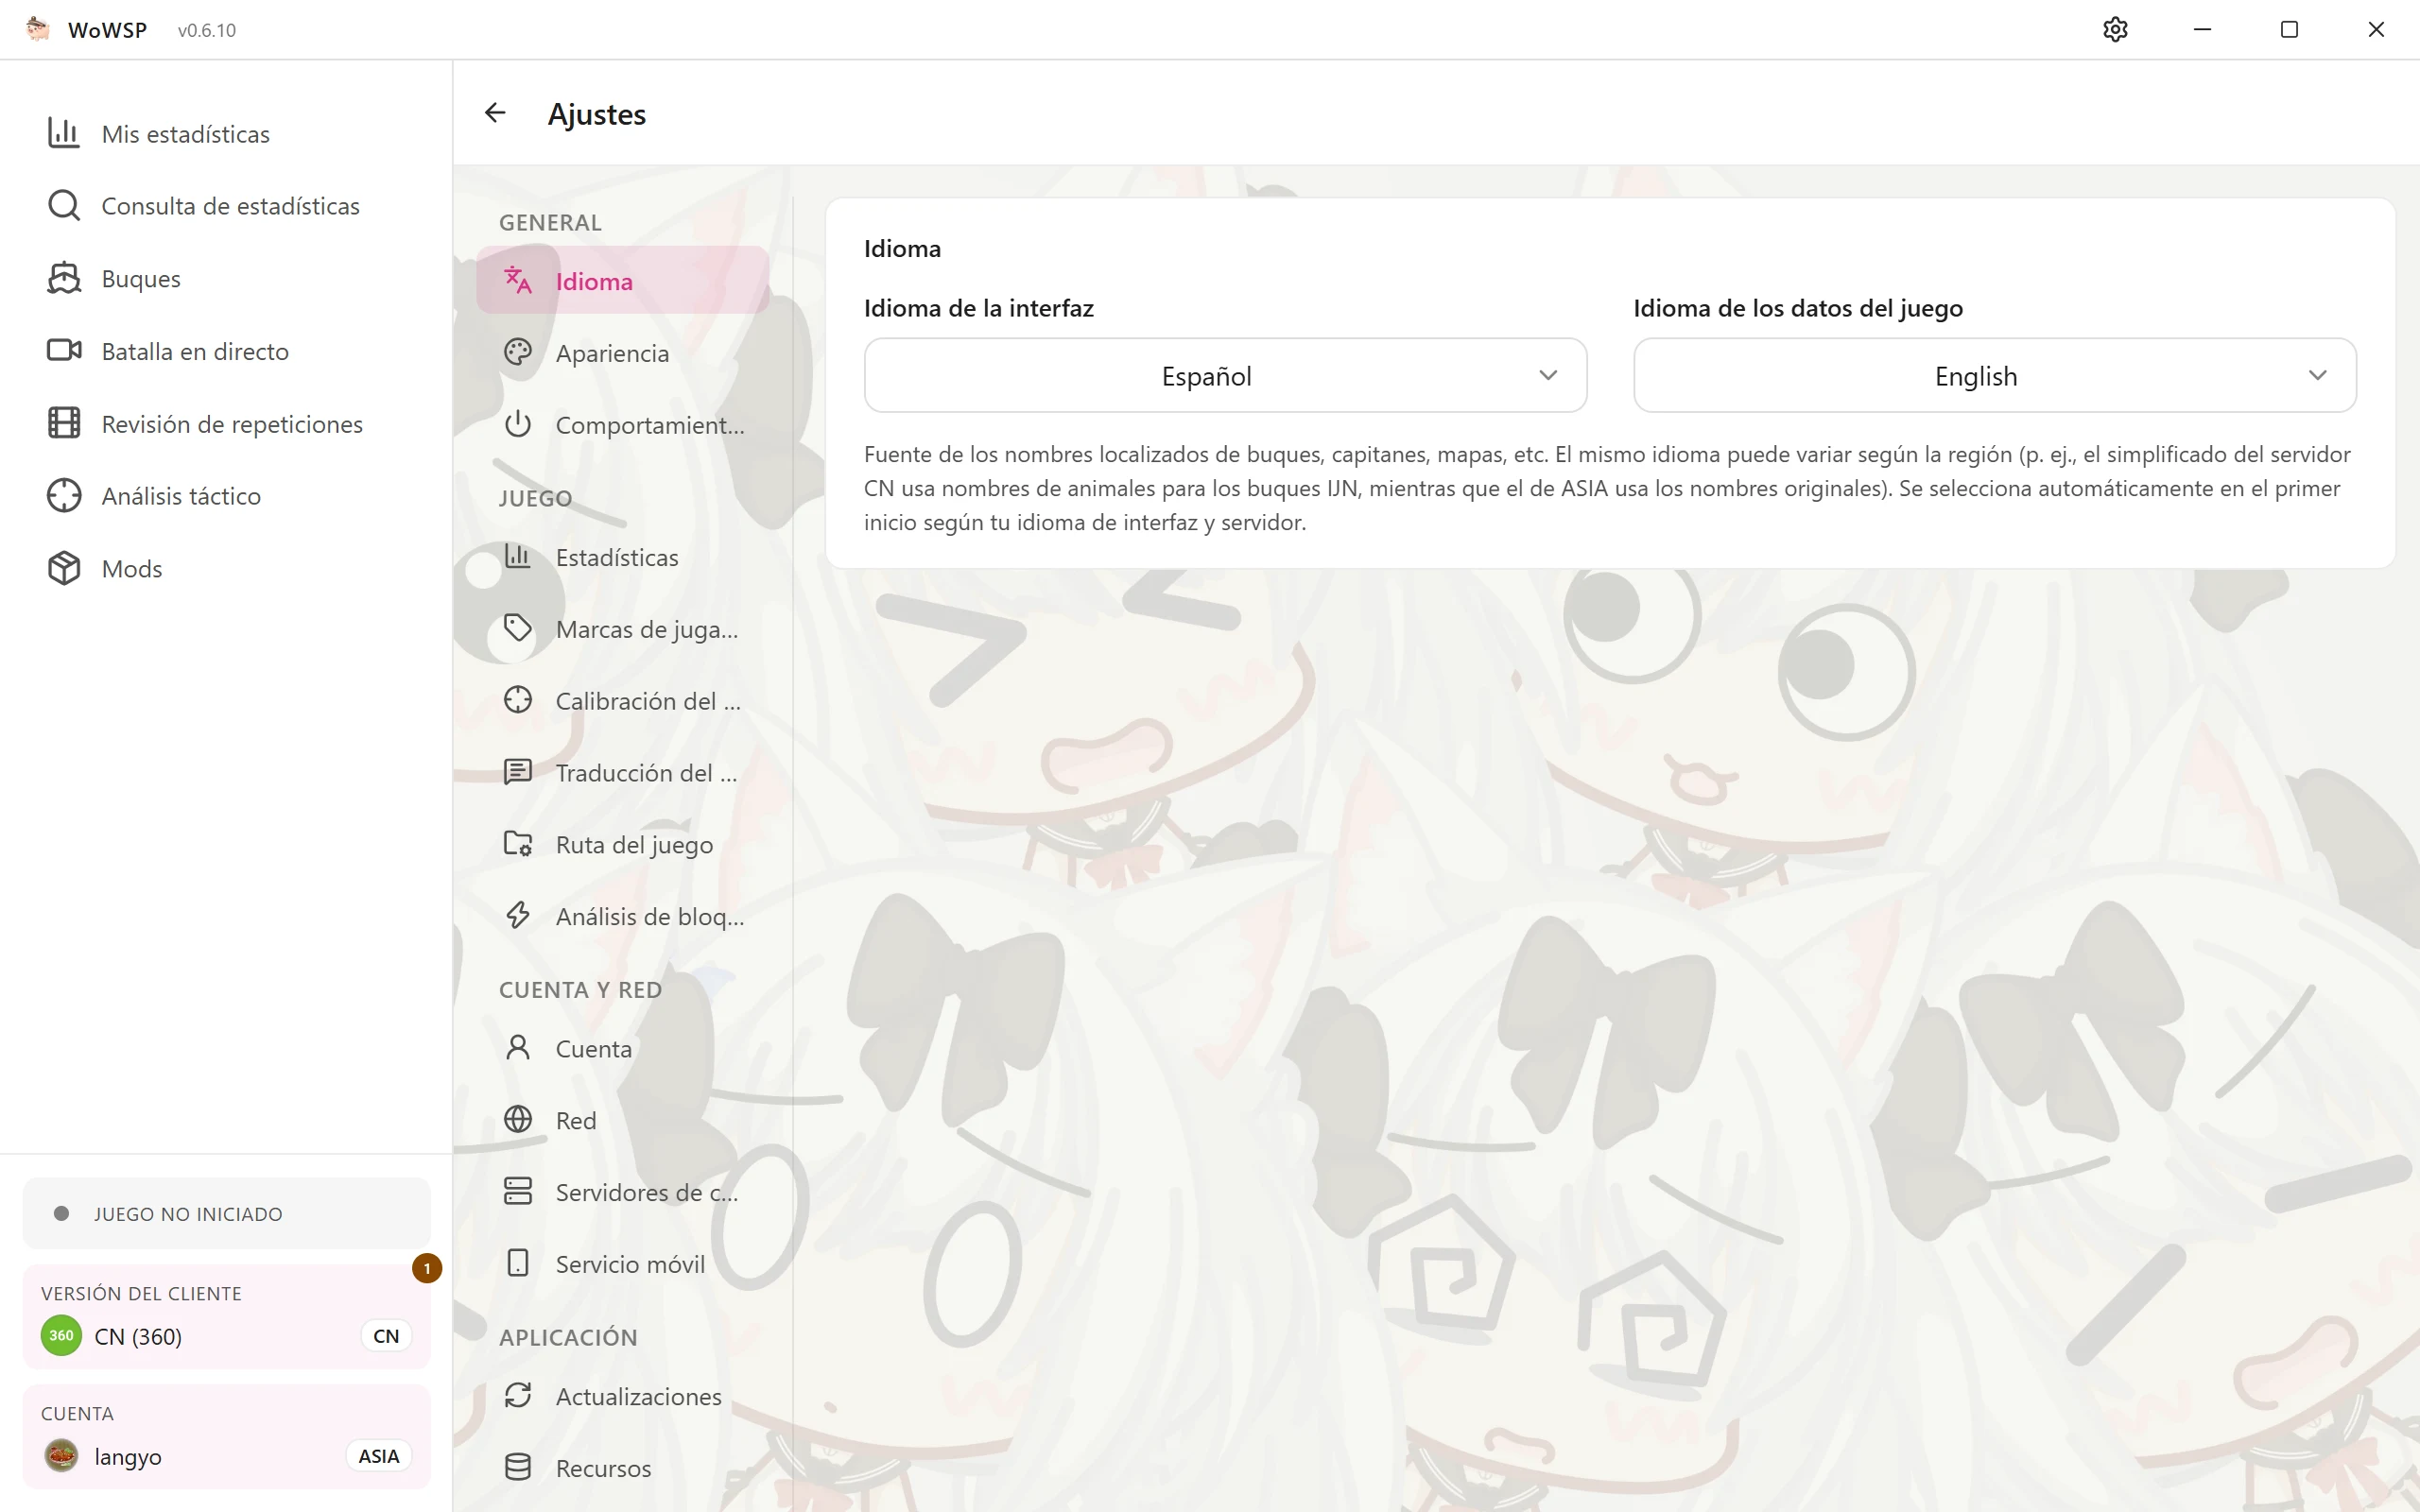 WoWSP v0.6.10
Mis estadísticas
Consulta de estadísticas
Buques
Batalla en directo
Revisión de repeticiones
Análisis táctico
Mods
JUEGO NO INICIADO
1
VERSIÓN DEL CLIENTE
360 CN (360) CN
CUENTA
langyo ASIA
Ajustes
GENERAL
Idioma
Apariencia
Comportamient...
JUEGO
Estadísticas
Marcas de juga...
Calibración del ...
Traducción del ...
Ruta del juego
Análisis de bloq...
CUENTA Y RED
Cuenta
Red
Servidores de c...
Servicio móvil
APLICACIÓN
Actualizaciones
Recursos
Idioma
Idioma de la interfaz
Español
Idioma de los datos del juego
English
Fuente de los nombres localizados de buques, capitanes, mapas, etc. El mismo idioma puede variar según la región (p. ej., el simplificado del servidor
CN usa nombres de animales para los buques IJN, mientras que el de ASIA usa los nombres originales). Se selecciona automáticamente en el primer
inicio según tu idioma de interfaz y servidor.